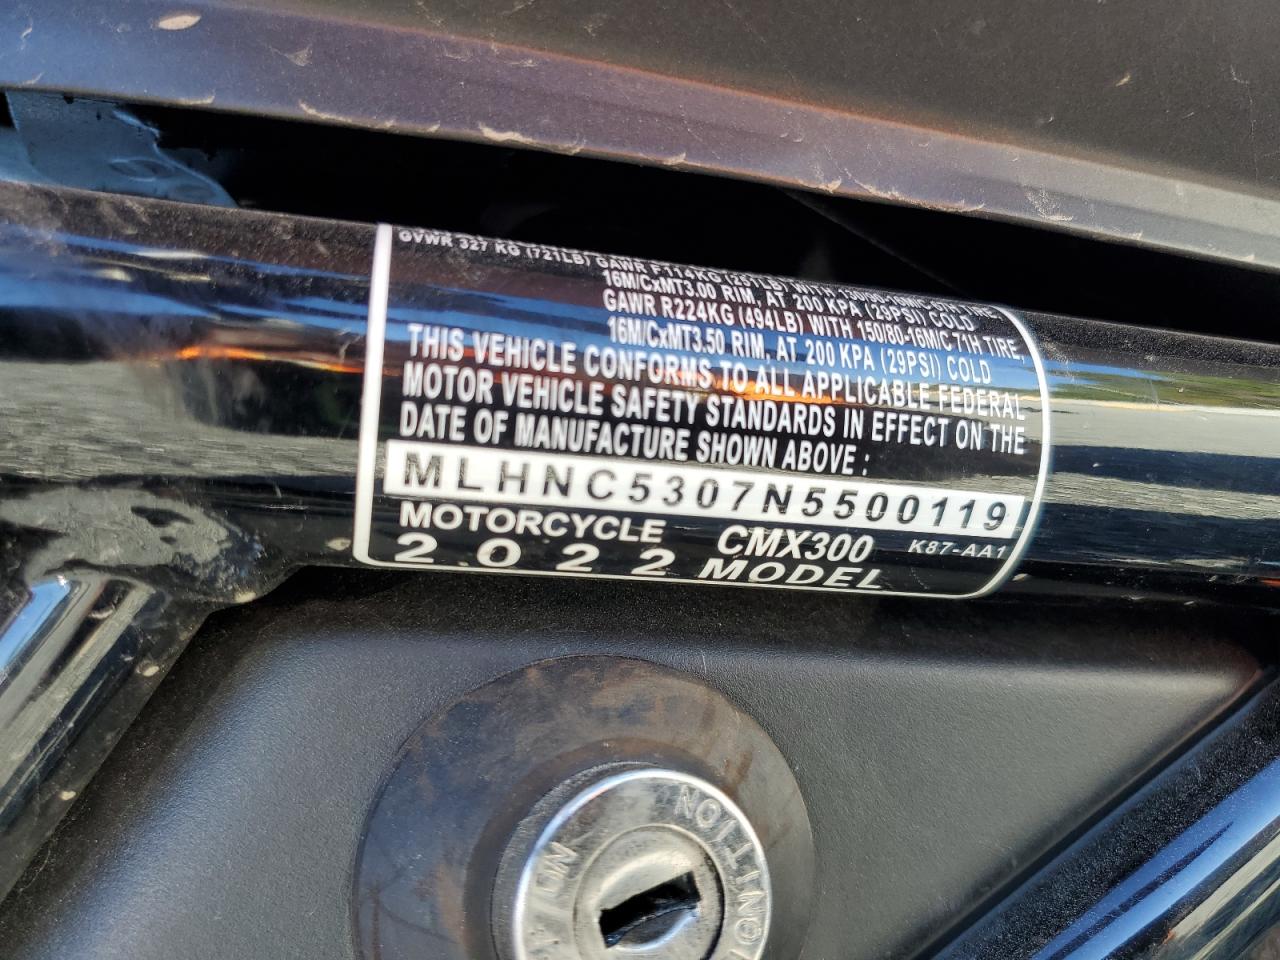 GVWR 327 KG (721LB) GAWR F114KG (251LB) WITH TIRE,
16M/CxMT3.00 RIM, AT 200 KPA (29PSI) COLD
GAWR R224KG (494LB) WITH 150/80-16M/C 71H TIRE,
16M/CxMT3.50 RIM, AT 200 KPA (29PSI) COLD
THIS VEHICLE CONFORMS TO ALL APPLICABLE FEDERAL
MOTOR VEHICLE SAFETY STANDARDS IN EFFECT ON THE
DATE OF MANUFACTURE SHOWN ABOVE :
MLHNC5307N5500119
MOTORCYCLE CMX300 K87-AA1
2022 MODEL